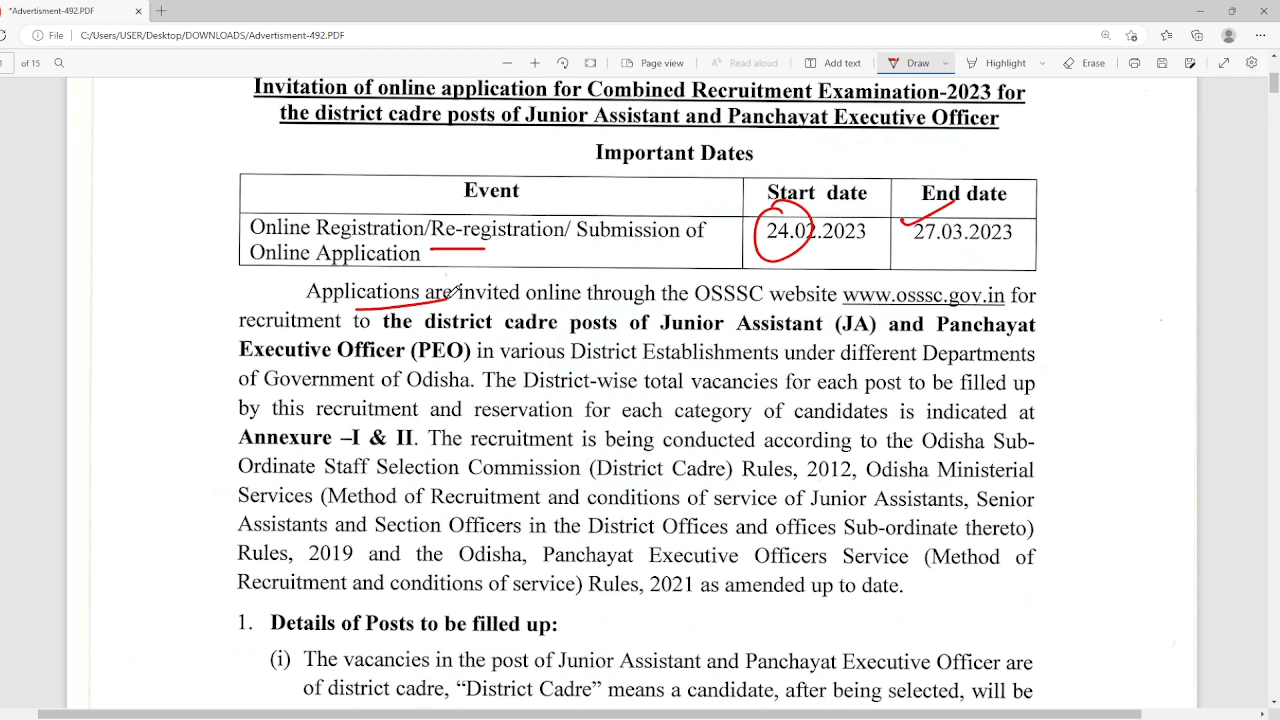 *Advertisment-492.PDF
File
C:/Users/USER/Desktop/DOWNLOADS/Advertisment-492.PDF
1 of 15
Page view
Read aloud
Add text
Draw
Highlight
Erase
Invitation of online application for Combined Recruitment Examination-2023 for
the district cadre posts of Junior Assistant and Panchayat Executive Officer
Important Dates
Event Start date End date
Online Registration/Re-registration/ Submission of 24.02.2023 27.03.2023
Online Application
Applications are invited online through the OSSSC website www.osssc.gov.in for
recruitment to the district cadre posts of Junior Assistant (JA) and Panchayat
Executive Officer (PEO) in various District Establishments under different Departments
of Government of Odisha. The District-wise total vacancies for each post to be filled up
by this recruitment and reservation for each category of candidates is indicated at
Annexure –I & II. The recruitment is being conducted according to the Odisha Sub-
Ordinate Staff Selection Commission (District Cadre) Rules, 2012, Odisha Ministerial
Services (Method of Recruitment and conditions of service of Junior Assistants, Senior
Assistants and Section Officers in the District Offices and offices Sub-ordinate thereto)
Rules, 2019 and the Odisha, Panchayat Executive Officers Service (Method of
Recruitment and conditions of service) Rules, 2021 as amended up to date.
1. Details of Posts to be filled up:
(i) The vacancies in the post of Junior Assistant and Panchayat Executive Officer are
of district cadre, “District Cadre” means a candidate, after being selected, will be